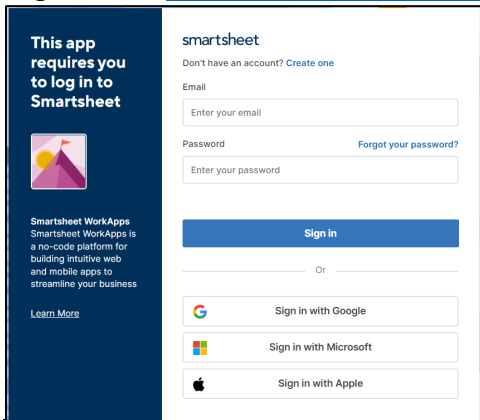 This app
requires you
to log in to
Smartsheet
Smartsheet WorkApps
Smartsheet WorkApps is
a no-code platform for
building intuitive web
and mobile apps to
streamline your business
Learn More
smartsheet
Don't have an account? Create one
Email
Enter your email
Password Forgot your password?
Enter your password
Sign in
Or
Sign in with Google
Sign in with Microsoft
Sign in with Apple